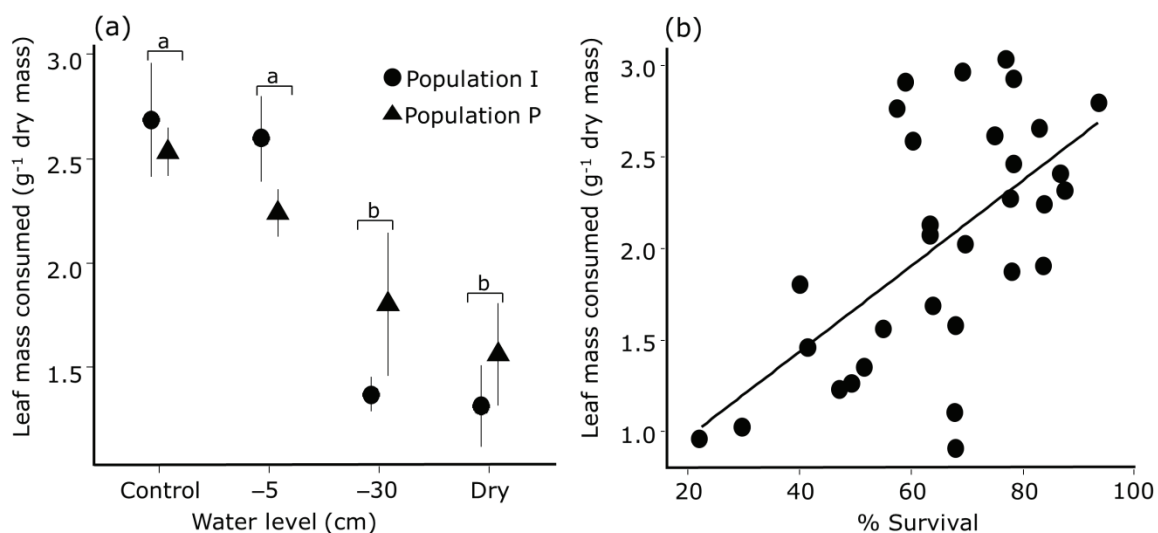 (a)
Leaf mass consumed (g⁻¹ dry mass)
3.0
2.5
2.0
1.5
a
a
b
b
Population I
Population P
Control
–5
–30
Dry
Water level (cm)
(b)
Leaf mass consumed (g⁻¹ dry mass)
3.0
2.5
2.0
1.5
1.0
20
40
60
80
100
% Survival